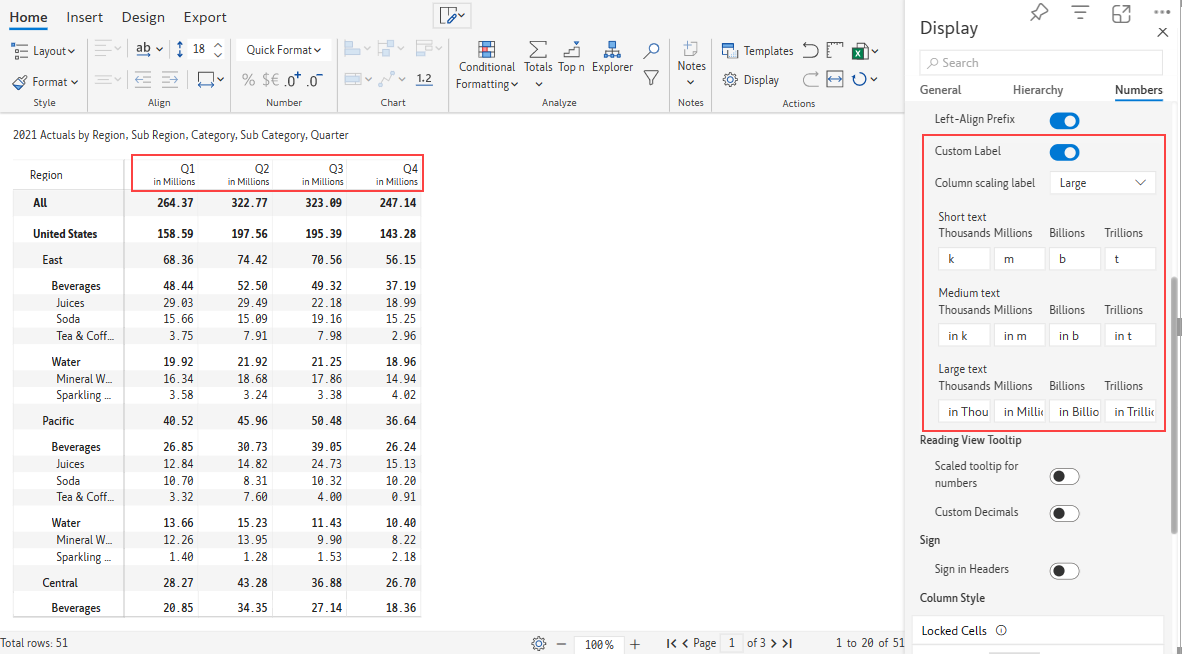 Home Insert Design Export
Layout ab 18 Quick Format Conditional Totals Top n Explorer Notes Templates
Format % $€ .0+ .0- 1.2 Formatting Display
Style Align Number Chart Analyze Notes Actions
2021 Actuals by Region, Sub Region, Category, Sub Category, Quarter
Region Q1 Q2 Q3 Q4
in Millions in Millions in Millions in Millions
All 264.37 322.77 323.09 247.14
United States 158.59 197.56 195.39 143.28
East 68.36 74.42 70.56 56.15
Beverages 48.44 52.50 49.32 37.19
Juices 29.03 29.49 22.18 18.99
Soda 15.66 15.09 19.16 15.25
Tea & Coff... 3.75 7.91 7.98 2.96
Water 19.92 21.92 21.25 18.96
Mineral W... 16.34 18.68 17.86 14.94
Sparkling ... 3.58 3.24 3.38 4.02
Pacific 40.52 45.96 50.48 36.64
Beverages 26.85 30.73 39.05 26.24
Juices 12.84 14.82 24.73 15.13
Soda 10.70 8.31 10.32 10.20
Tea & Coff... 3.32 7.60 4.00 0.91
Water 13.66 15.23 11.43 10.40
Mineral W... 12.26 13.95 9.90 8.22
Sparkling ... 1.40 1.28 1.53 2.18
Central 28.27 43.28 36.88 26.70
Beverages 20.85 34.35 27.14 18.36
Total rows: 51 100% Page 1 of 3 1 to 20 of 51
Display
Search
General Hierarchy Numbers
Left-Align Prefix
Custom Label
Column scaling label Large
Short text
Thousands Millions Billions Trillions
k m b t
Medium text
Thousands Millions Billions Trillions
in k in m in b in t
Large text
Thousands Millions Billions Trillions
in Thou in Millic in Billio in Trillic
Reading View Tooltip
Scaled tooltip for
numbers
Custom Decimals
Sign
Sign in Headers
Column Style
Locked Cells